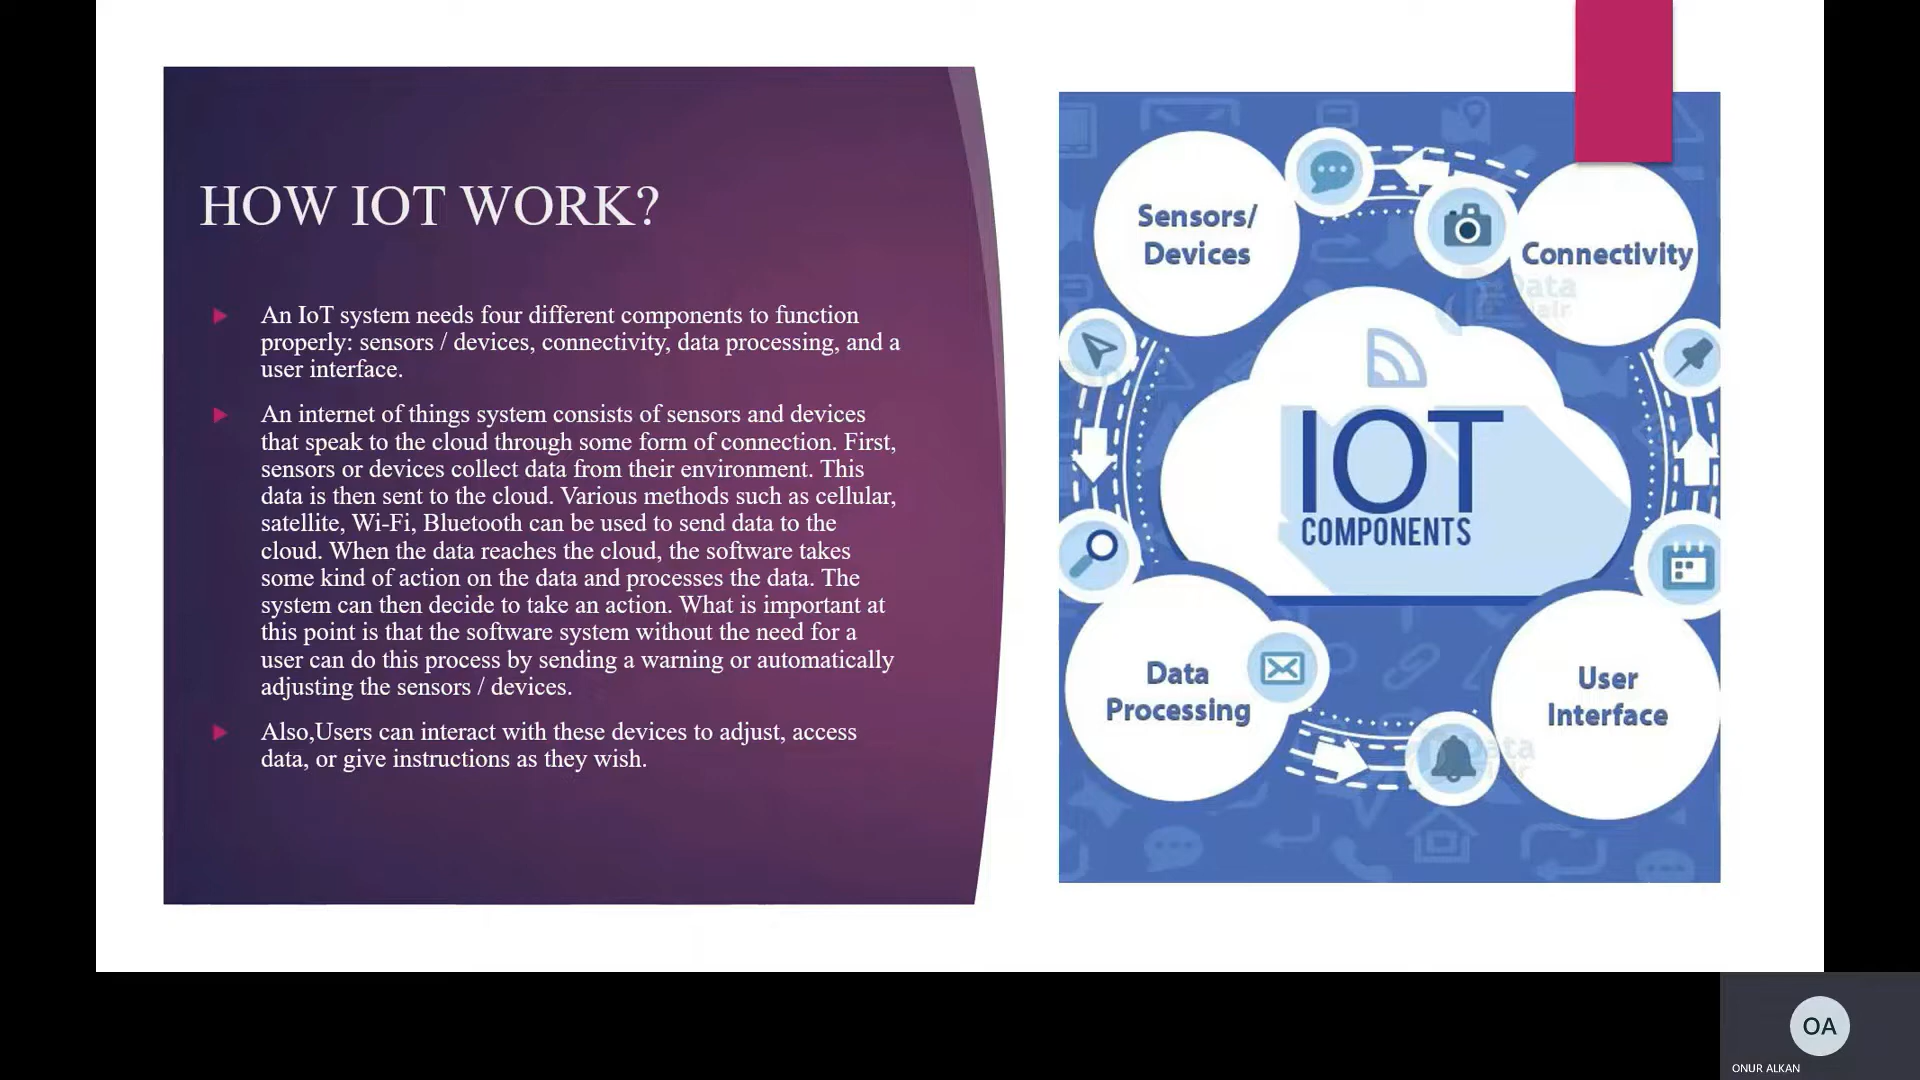 HOW IOT WORK?
An IoT system needs four different components to function
properly: sensors / devices, connectivity, data processing, and a
user interface.
An internet of things system consists of sensors and devices
that speak to the cloud through some form of connection. First,
sensors or devices collect data from their environment. This
data is then sent to the cloud. Various methods such as cellular,
satellite, Wi-Fi, Bluetooth can be used to send data to the
cloud. When the data reaches the cloud, the software takes
some kind of action on the data and processes the data. The
system can then decide to take an action. What is important at
this point is that the software system without the need for a
user can do this process by sending a warning or automatically
adjusting the sensors / devices.
Also,Users can interact with these devices to adjust, access
data, or give instructions as they wish.
Sensors/
Devices
Connectivity
Data
IOT
COMPONENTS
Data
Processing
User
Interface
OA
ONUR ALKAN